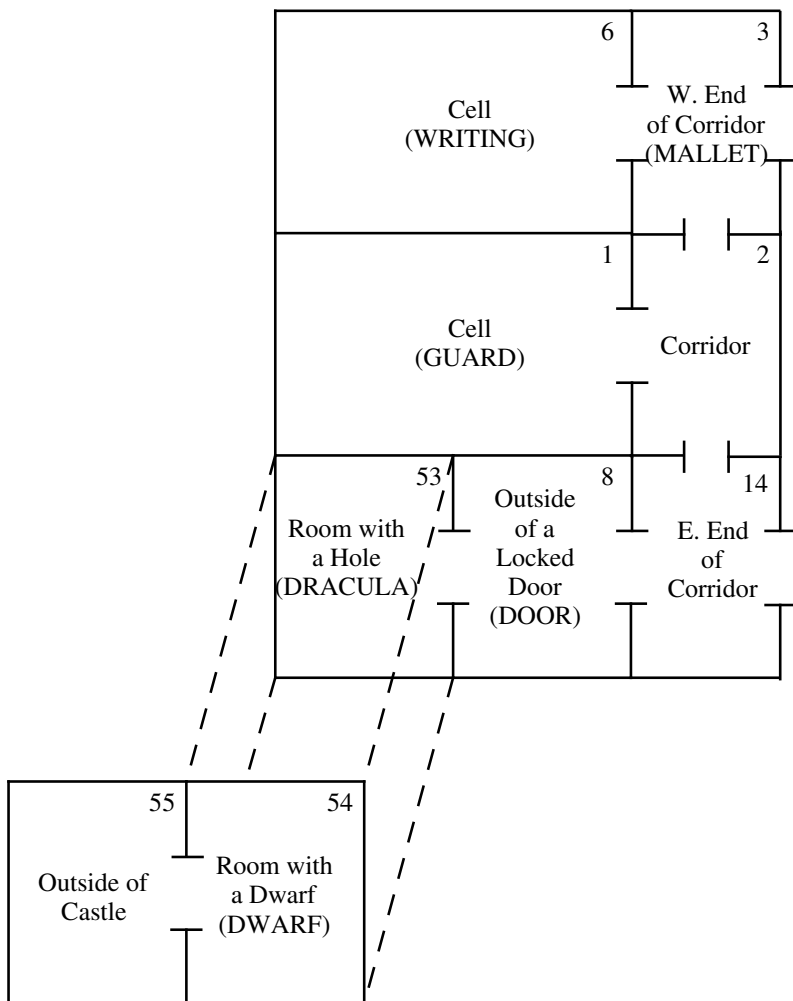 6
3
Cell
(WRITING)
W. End
of Corridor
(MALLET)
1
2
Cell
(GUARD)
Corridor
53
8
14
Room with
a Hole
(DRACULA)
Outside
of a
Locked
Door
(DOOR)
E. End
of
Corridor
55
54
Outside of
Castle
Room with
a Dwarf
(DWARF)